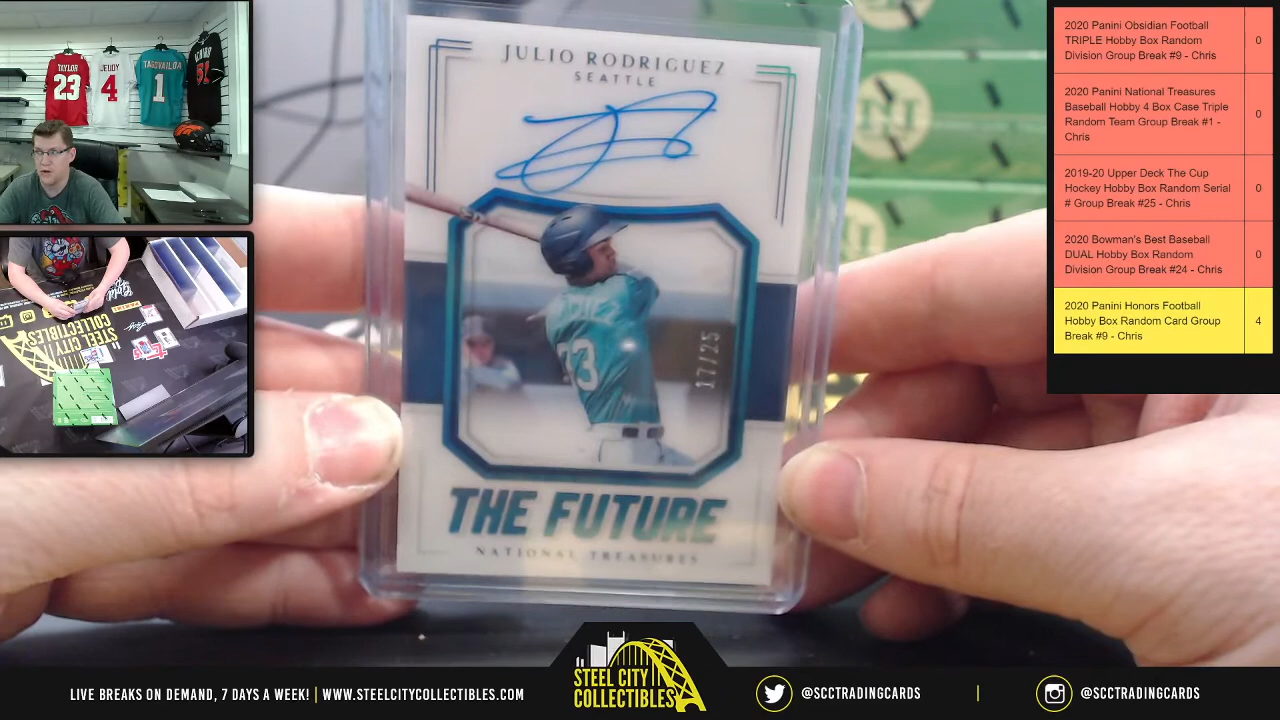 TAYLOR
23
JEUDY
4
TAGOVAILOA
1
JULIO RODRIGUEZ
SEATTLE
33
17/25
THE FUTURE
NATIONAL TREASURES
STEEL CITY
COLLECTIBLES
2020 Panini Obsidian Football
TRIPLE Hobby Box Random
Division Group Break #9 - Chris
0
2020 Panini National Treasures
Baseball Hobby 4 Box Case Triple
Random Team Group Break #1 -
Chris
0
2019-20 Upper Deck The Cup
Hockey Hobby Box Random Serial
# Group Break #25 - Chris
0
2020 Bowman's Best Baseball
DUAL Hobby Box Random
Division Group Break #24 - Chris
0
2020 Panini Honors Football
Hobby Box Random Card Group
Break #9 - Chris
4
LIVE BREAKS ON DEMAND, 7 DAYS A WEEK! | WWW.STEELCITYCOLLECTIBLES.COM
STEEL CITY
COLLECTIBLES
@SCCTRADINGCARDS | @SCCTRADINGCARDS